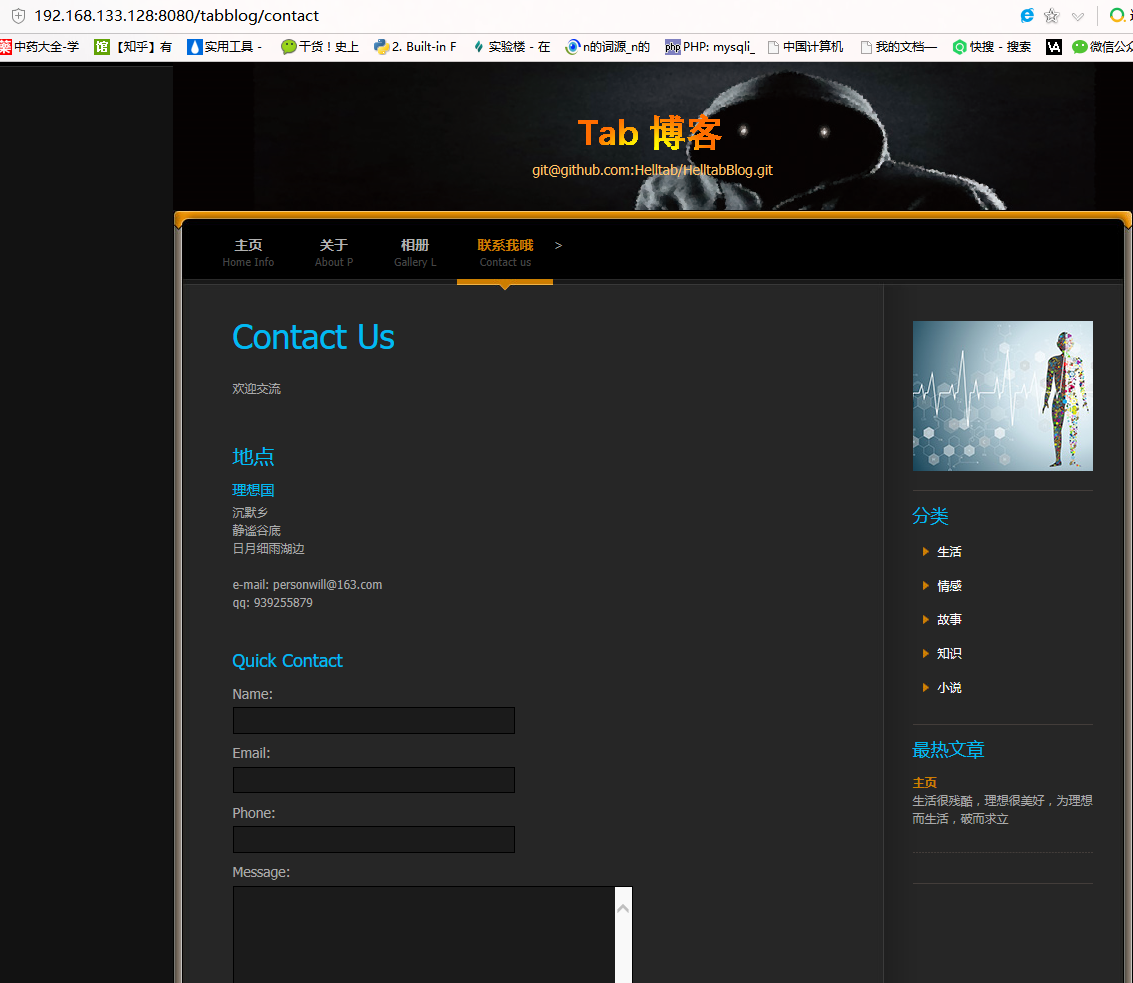 192.168.133.128:8080/tabblog/contact
中药大全-学 【知乎】有 实用工具 - 干货！史上 2. Built-in F 实验楼 - 在 n的词源_n的 PHP: mysqli_ 中国计算机 我的文档— 快搜 - 搜索 微信公众
Tab 博客
git@github.com:Helltab/HelltabBlog.git
主页 关于 相册 联系我哦 >
Home Info About P Gallery L Contact us
Contact Us
欢迎交流
地点
理想国
沉默乡
静谧谷底
日月细雨湖边
e-mail: personwill@163.com
qq: 939255879
Quick Contact
Name:
Email:
Phone:
Message:
分类
生活
情感
故事
知识
小说
最热文章
主页
生活很残酷，理想很美好，为理想
而生活，破而求立